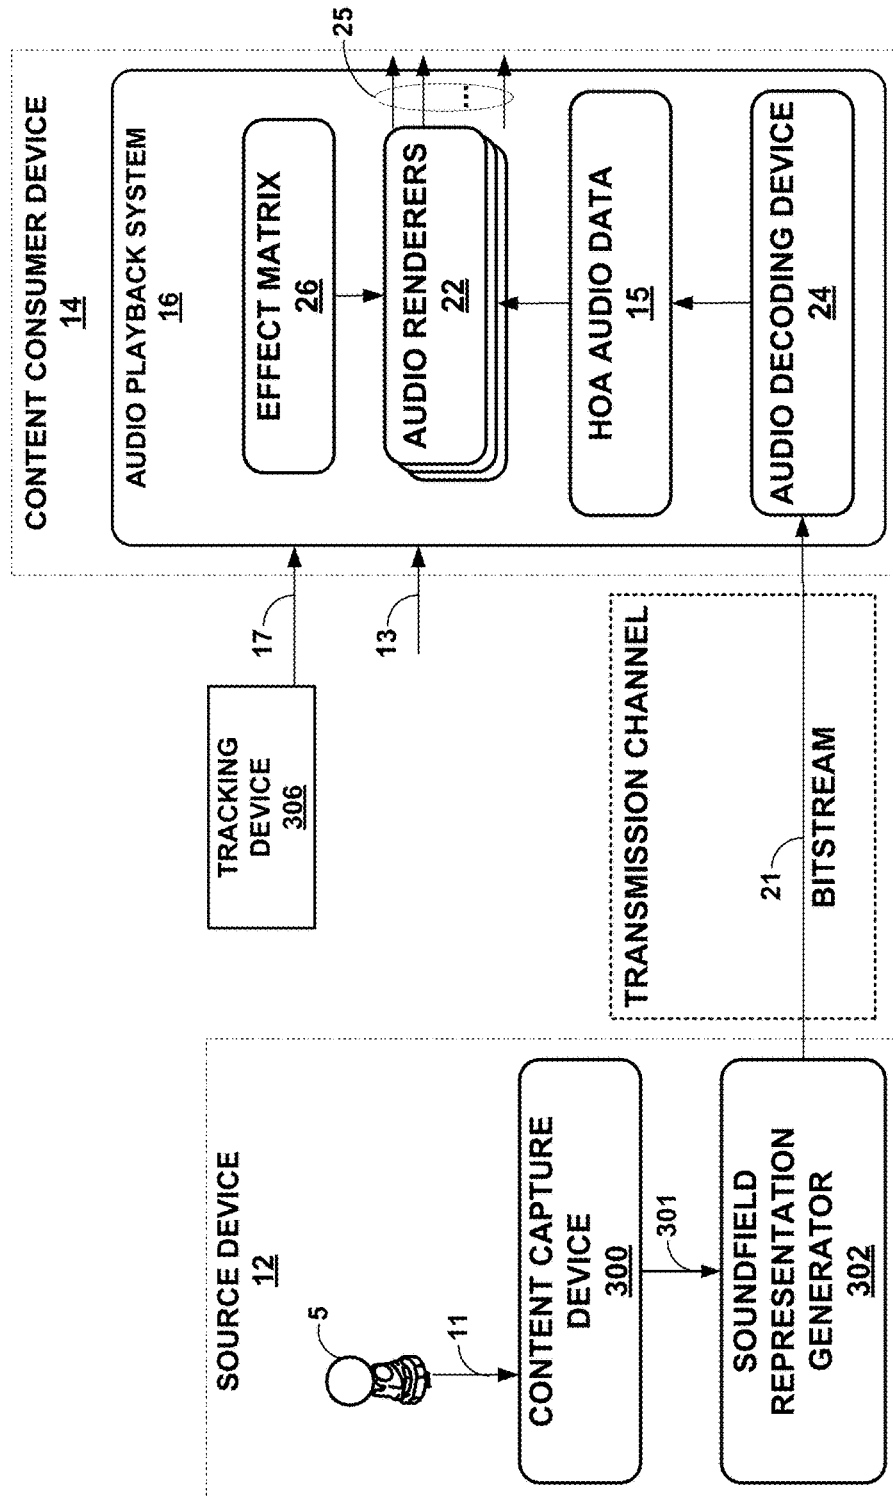 SOURCE DEVICE
12
5
11
CONTENT CAPTURE
DEVICE
300
301
SOUNDFIELD
REPRESENTATION
GENERATOR
302
TRACKING
DEVICE
306
17
13
TRANSMISSION CHANNEL
21
BITSTREAM
CONTENT CONSUMER DEVICE
14
AUDIO PLAYBACK SYSTEM
16
EFFECT MATRIX
26
AUDIO RENDERERS
22
25
HOA AUDIO DATA
15
AUDIO DECODING DEVICE
24